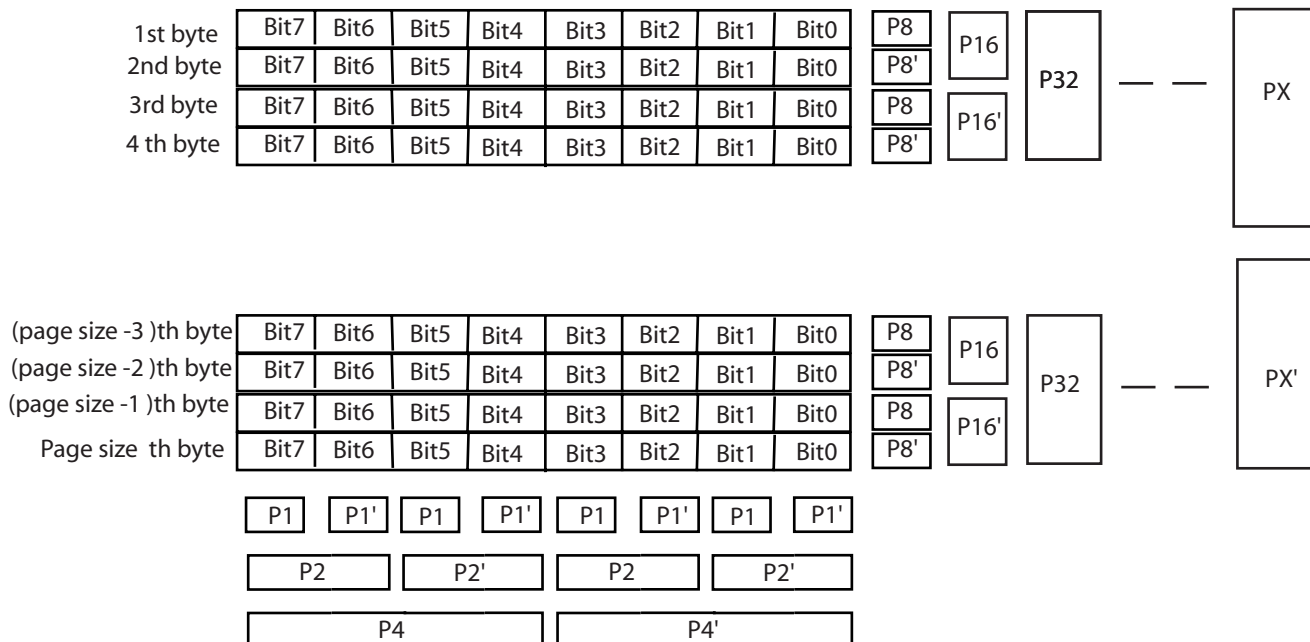 1st byte Bit7 Bit6 Bit5 Bit4 Bit3 Bit2 Bit1 Bit0 P8 P16 P32 — — PX
2nd byte Bit7 Bit6 Bit5 Bit4 Bit3 Bit2 Bit1 Bit0 P8'
3rd byte Bit7 Bit6 Bit5 Bit4 Bit3 Bit2 Bit1 Bit0 P8 P16'
4 th byte Bit7 Bit6 Bit5 Bit4 Bit3 Bit2 Bit1 Bit0 P8'
(page size -3 )th byte Bit7 Bit6 Bit5 Bit4 Bit3 Bit2 Bit1 Bit0 P8 P16 P32 — — PX'
(page size -2 )th byte Bit7 Bit6 Bit5 Bit4 Bit3 Bit2 Bit1 Bit0 P8'
(page size -1 )th byte Bit7 Bit6 Bit5 Bit4 Bit3 Bit2 Bit1 Bit0 P8 P16'
Page size th byte Bit7 Bit6 Bit5 Bit4 Bit3 Bit2 Bit1 Bit0 P8'
P1 P1' P1 P1' P1 P1' P1 P1'
P2 P2' P2 P2'
P4 P4'